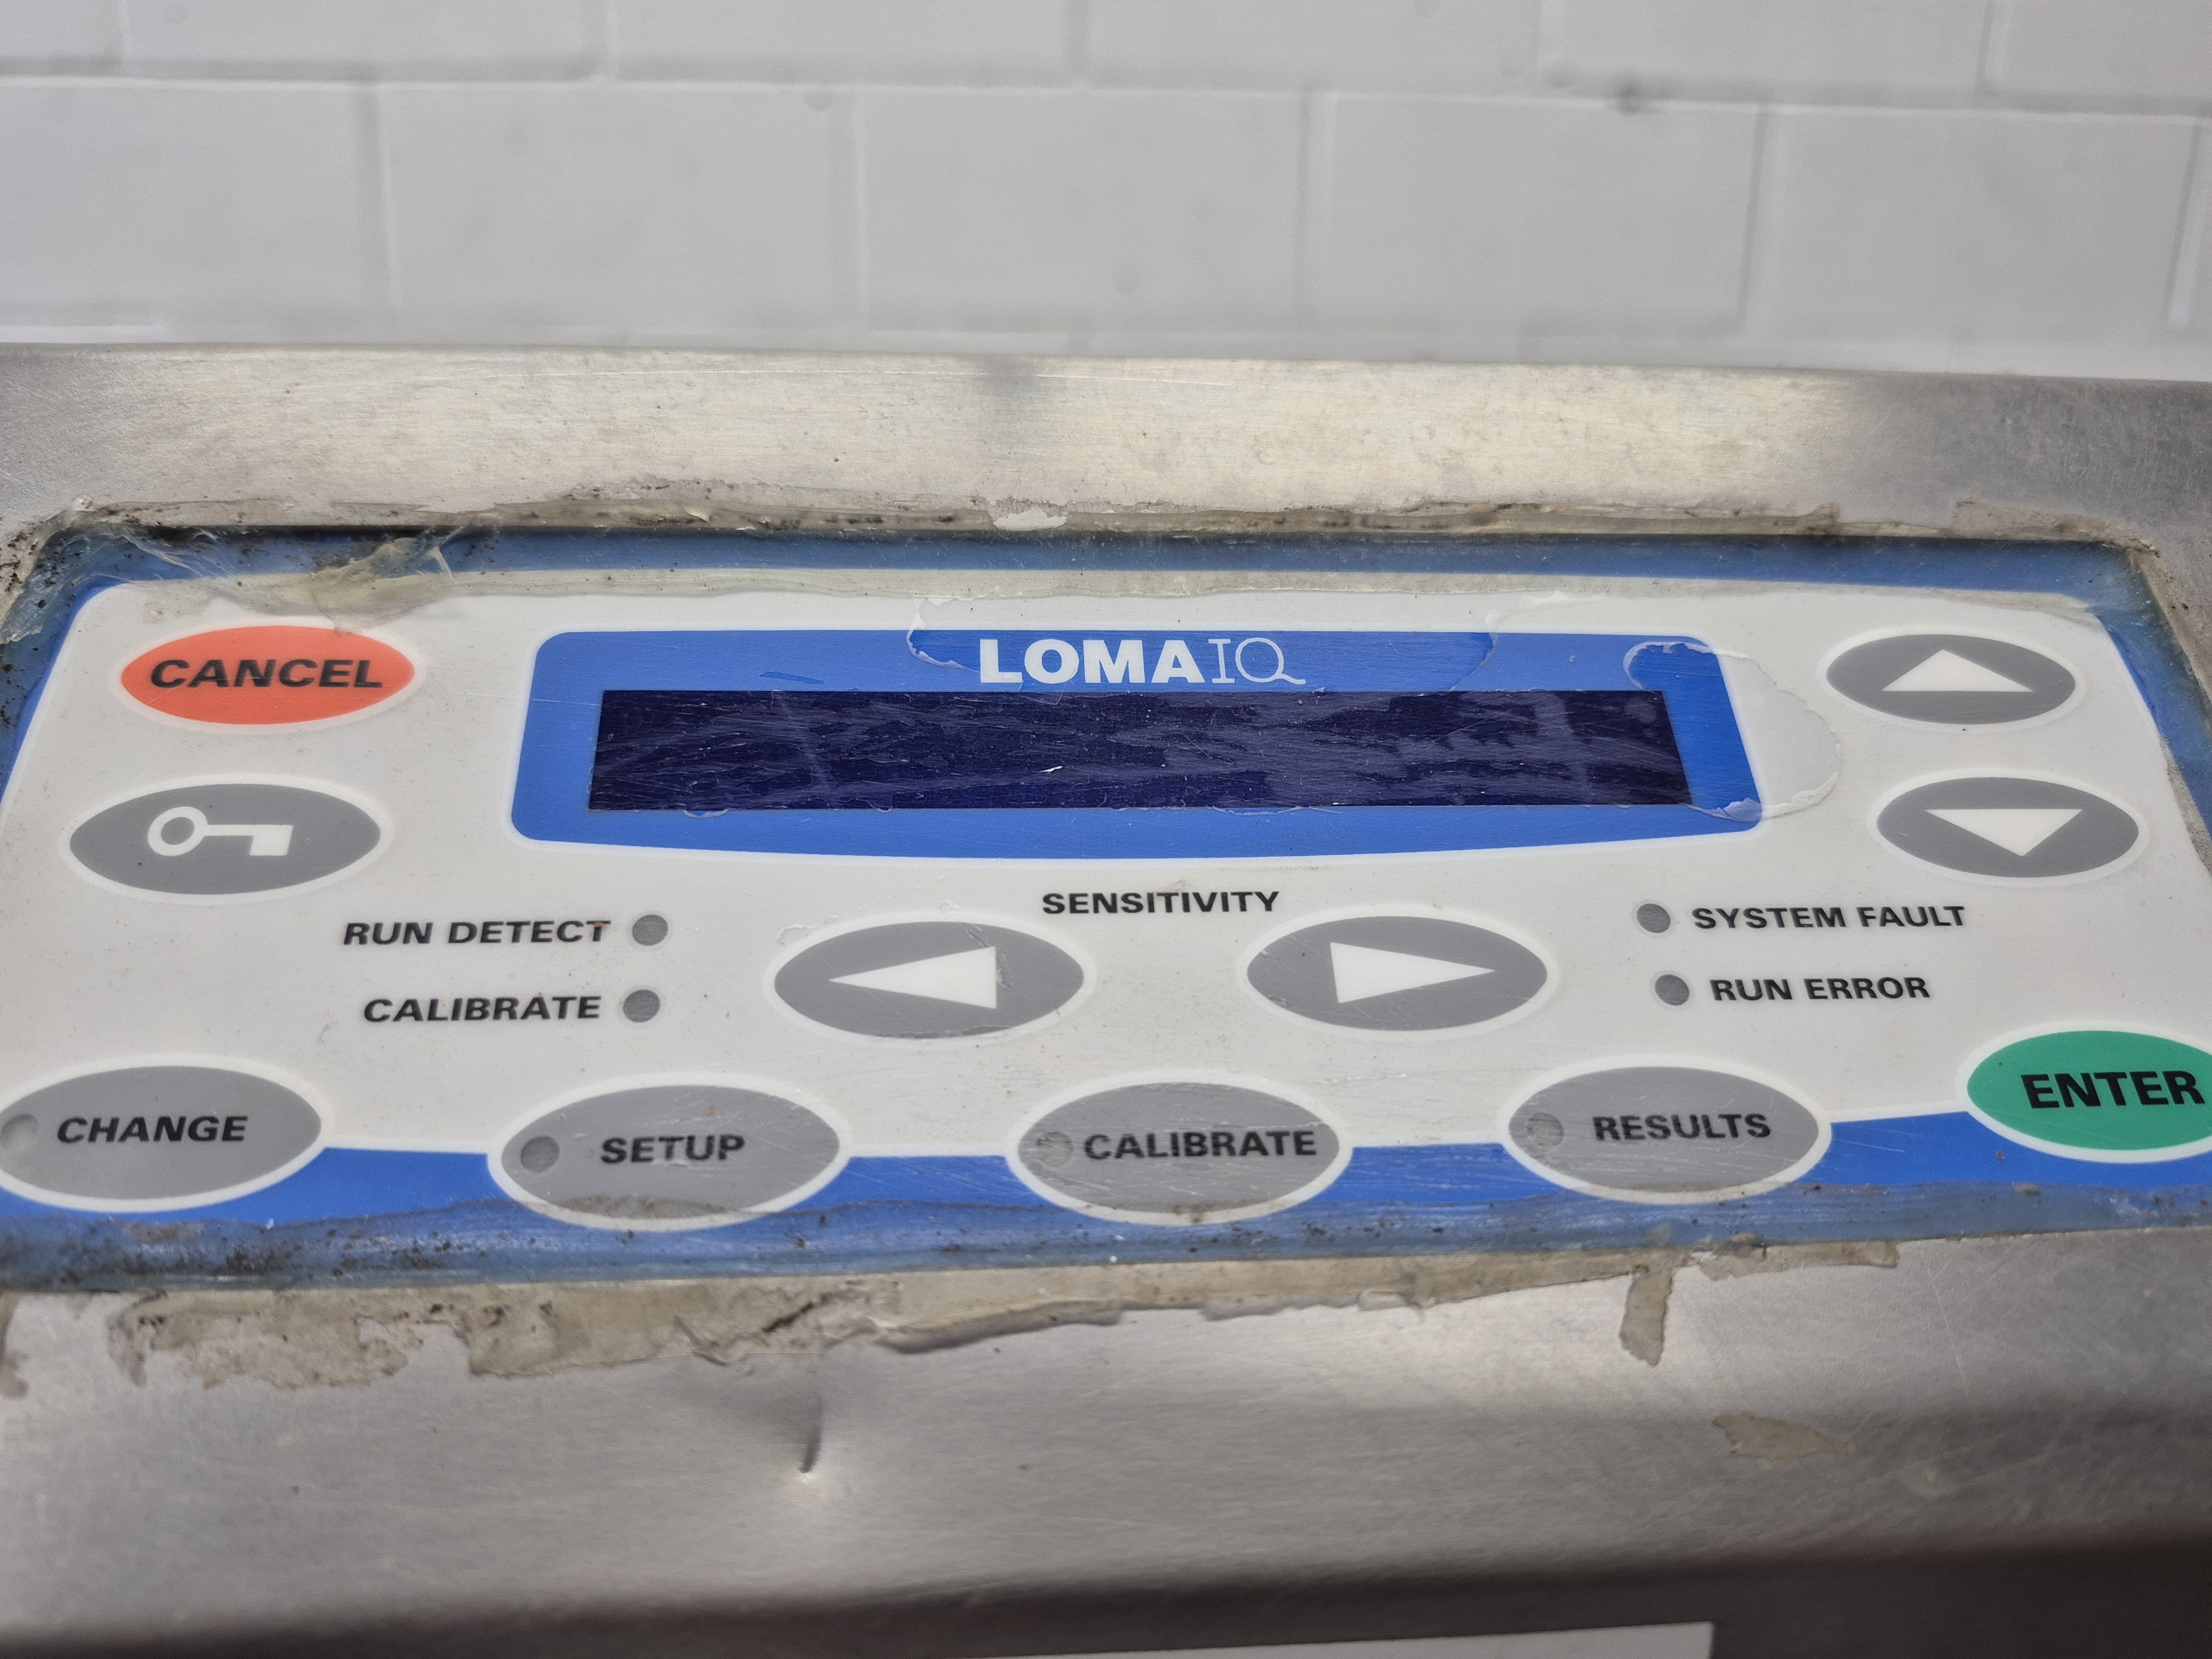 LOMA IQ
CANCEL
SENSITIVITY
RUN DETECT
SYSTEM FAULT
CALIBRATE
RUN ERROR
CHANGE
SETUP
CALIBRATE
RESULTS
ENTER